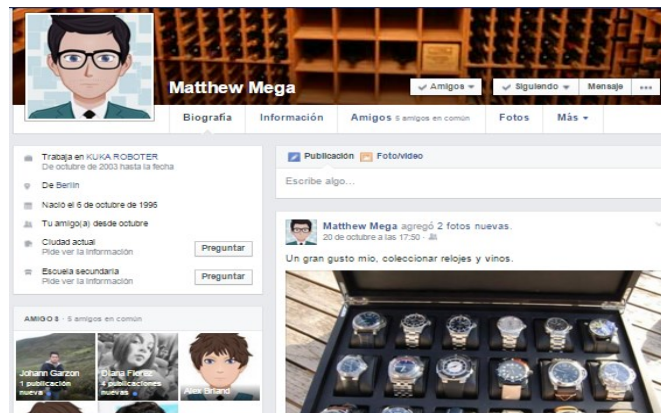 Matthew Mega
Amigos
Siguiendo
Mensaje
Biografía
Información
Amigos 5 amigos en común
Fotos
Más
Trabaja en KUKA ROBOTER
De octubre de 2003 hasta la fecha
De Berlín
Nació el 6 de octubre de 1996
Tu amigo(a) desde octubre
Ciudad actual
Pide ver la información
Preguntar
Escuela secundaria
Pide ver la información
Preguntar
AMIGOS · 5 amigos en común
Johann Garzon
1 publicación
nueva
Diana Florez
4 publicaciones
nuevas
Alex Briand
Publicación
Foto/video
Escribe algo...
Matthew Mega agregó 2 fotos nuevas.
20 de octubre a las 17:50 ·
Un gran gusto mio, coleccionar relojes y vinos.